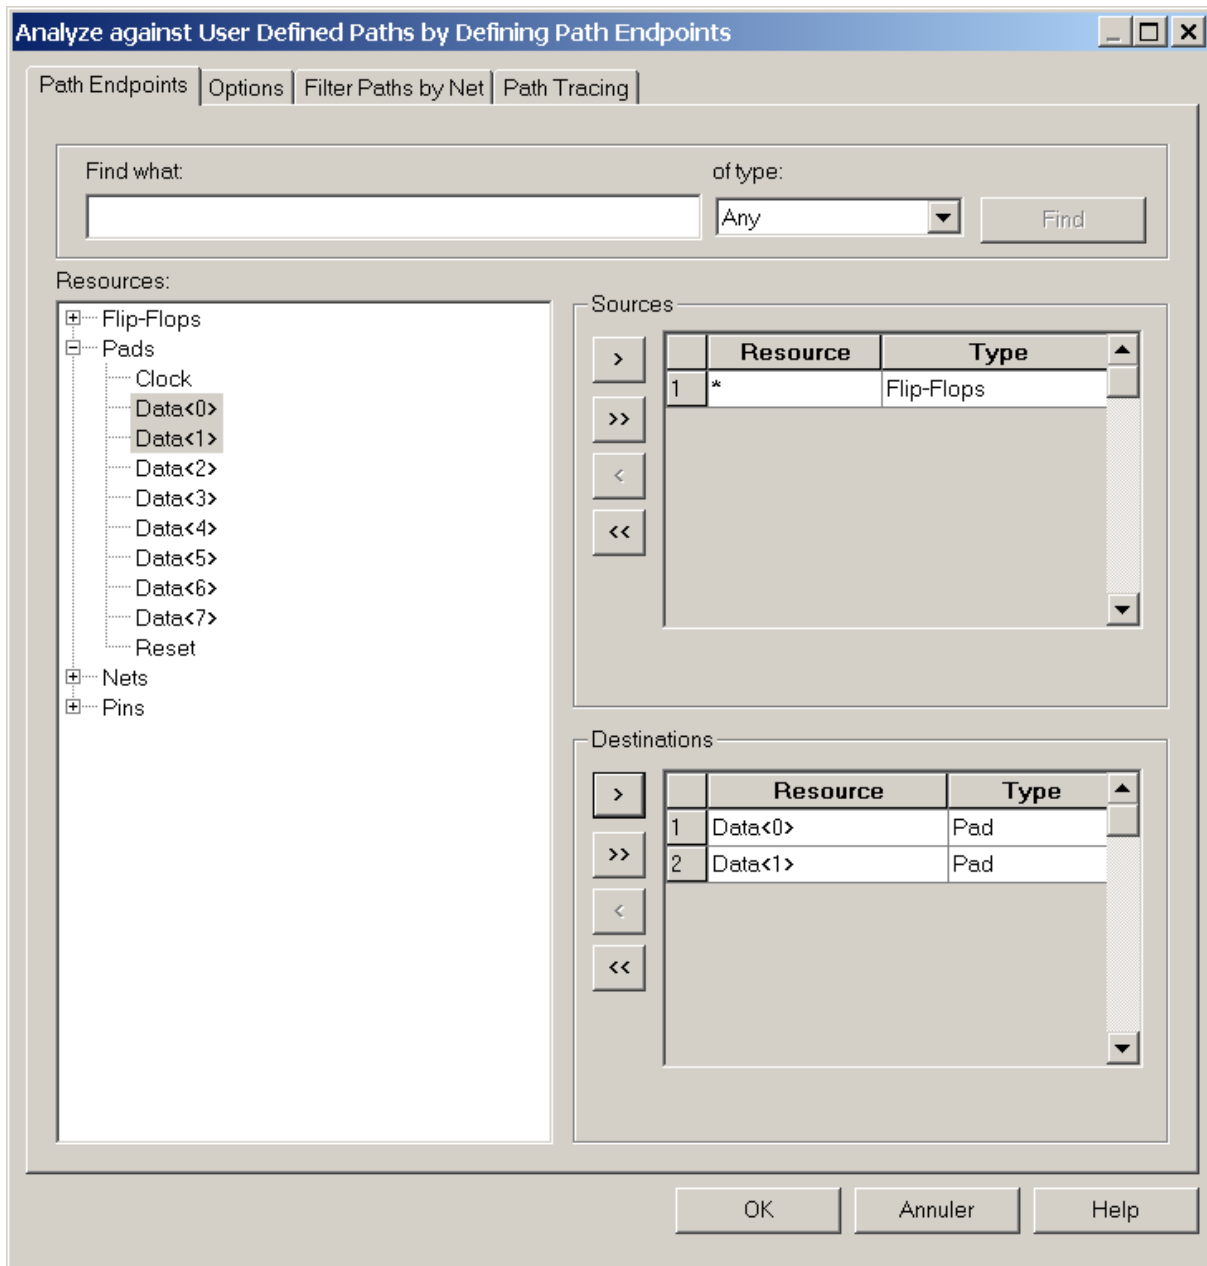 Analyze against User Defined Paths by Defining Path Endpoints
Path Endpoints Options Filter Paths by Net Path Tracing
Find what: of type:
Any Find
Resources:
Flip-Flops
Pads
Clock
Data<0>
Data<1>
Data<2>
Data<3>
Data<4>
Data<5>
Data<6>
Data<7>
Reset
Nets
Pins
Sources
> Resource Type
1 * Flip-Flops
>>
<
<<
Destinations
> Resource Type
1 Data<0> Pad
>> 2 Data<1> Pad
<
<<
OK Annuler Help